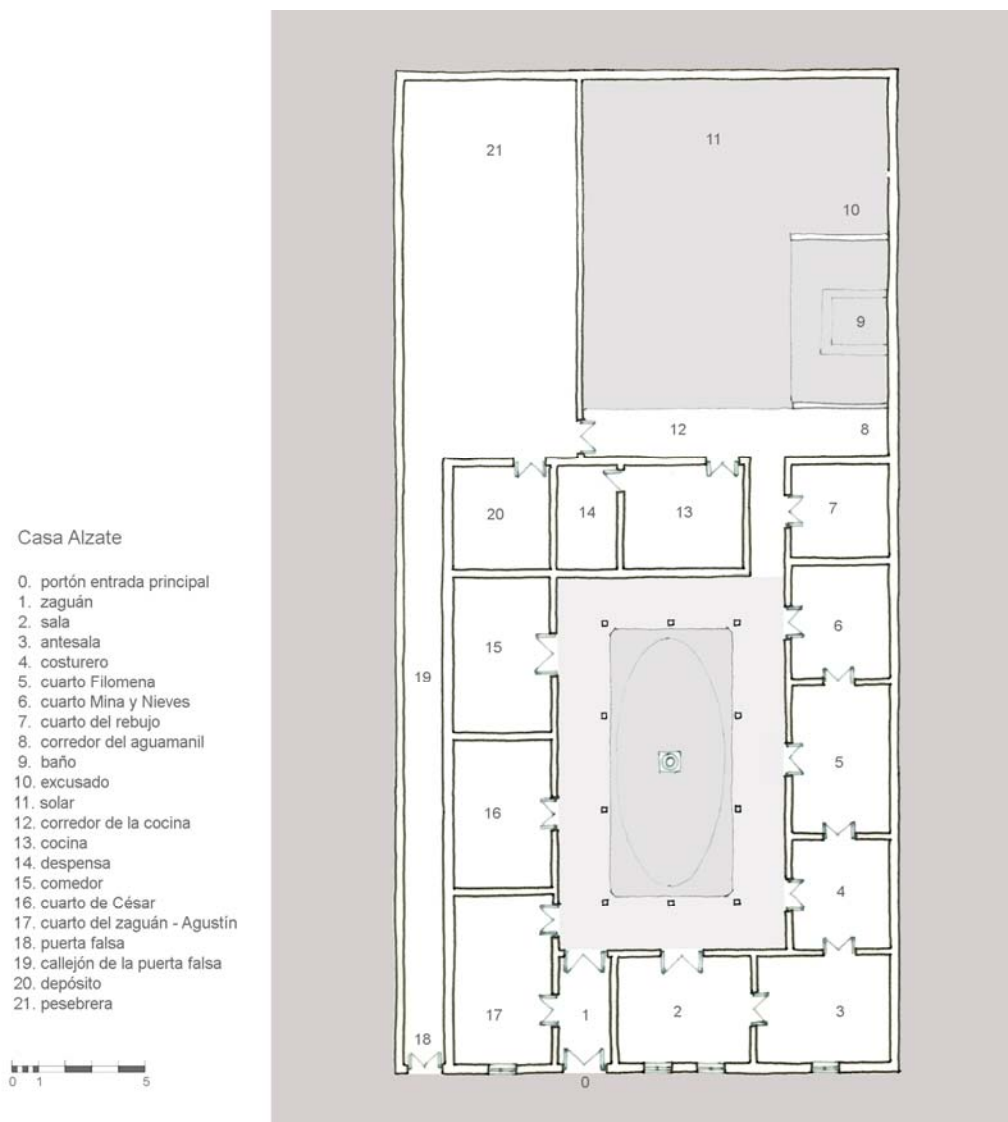 Casa Alzate
0. portón entrada principal
1. zaguán
2. sala
3. antesala
4. costurero
5. cuarto Filomena
6. cuarto Mina y Nieves
7. cuarto del rebujo
8. corredor del aguamanil
9. baño
10. excusado
11. solar
12. corredor de la cocina
13. cocina
14. despensa
15. comedor
16. cuarto de César
17. cuarto del zaguán - Agustín
18. puerta falsa
19. callejón de la puerta falsa
20. depósito
21. pesebrera
0 1 5
21
11
10
9
12
8
20
14
13
7
6
15
19
5
16
4
17
1
2
3
18
0